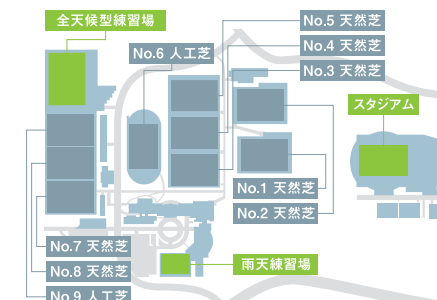 全天候型練習場
No.5 天然芝
No.6 人工芝
No.4 天然芝
No.3 天然芝
スタジアム
No.1 天然芝
No.2 天然芝
No.7 天然芝
雨天練習場
No.8 天然芝
No.9 人工芝